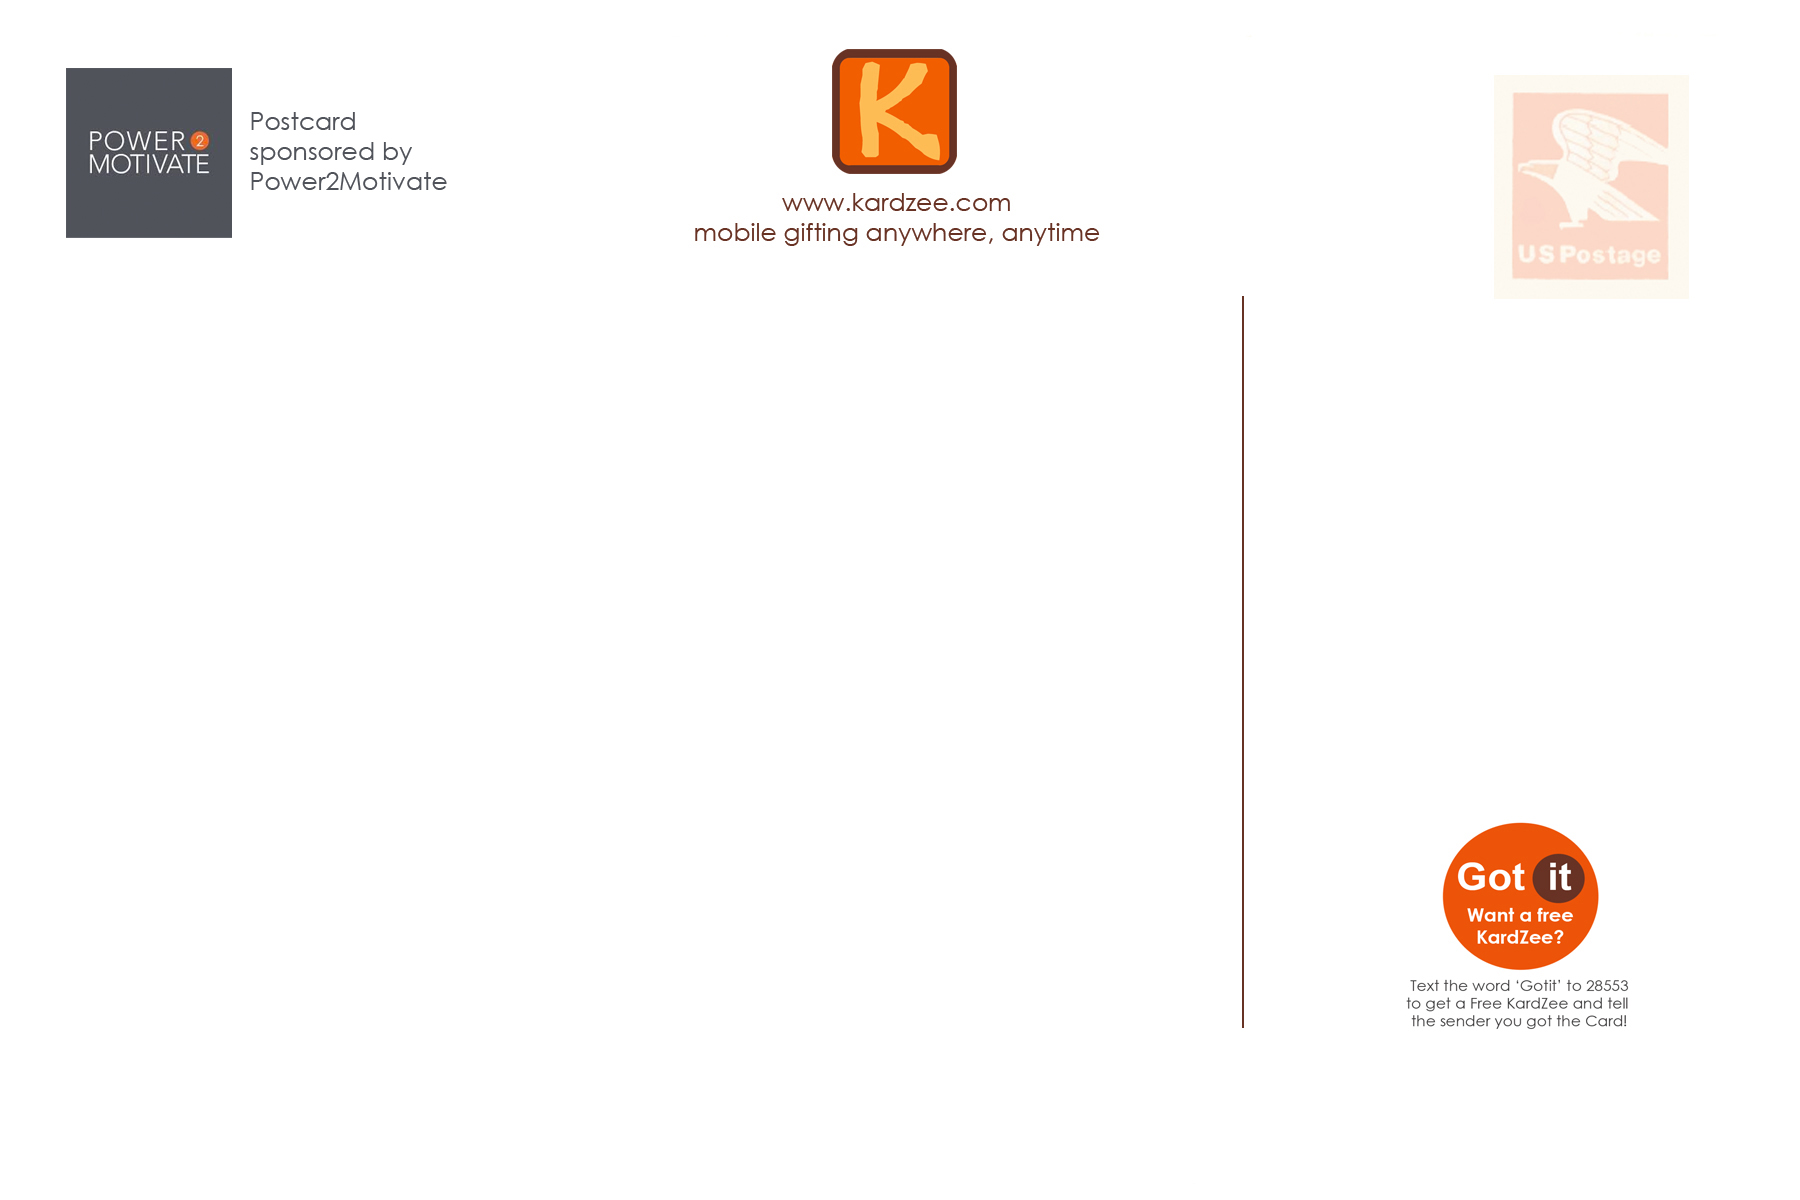 POWER 2
MOTIVATE
Postcard
sponsored by
Power2Motivate
K
www.kardzee.com
mobile gifting anywhere, anytime
US Postage
Got it
Want a free
KardZee?
Text the word ‘Gotit’ to 28553
to get a Free KardZee and tell
the sender you got the Card!